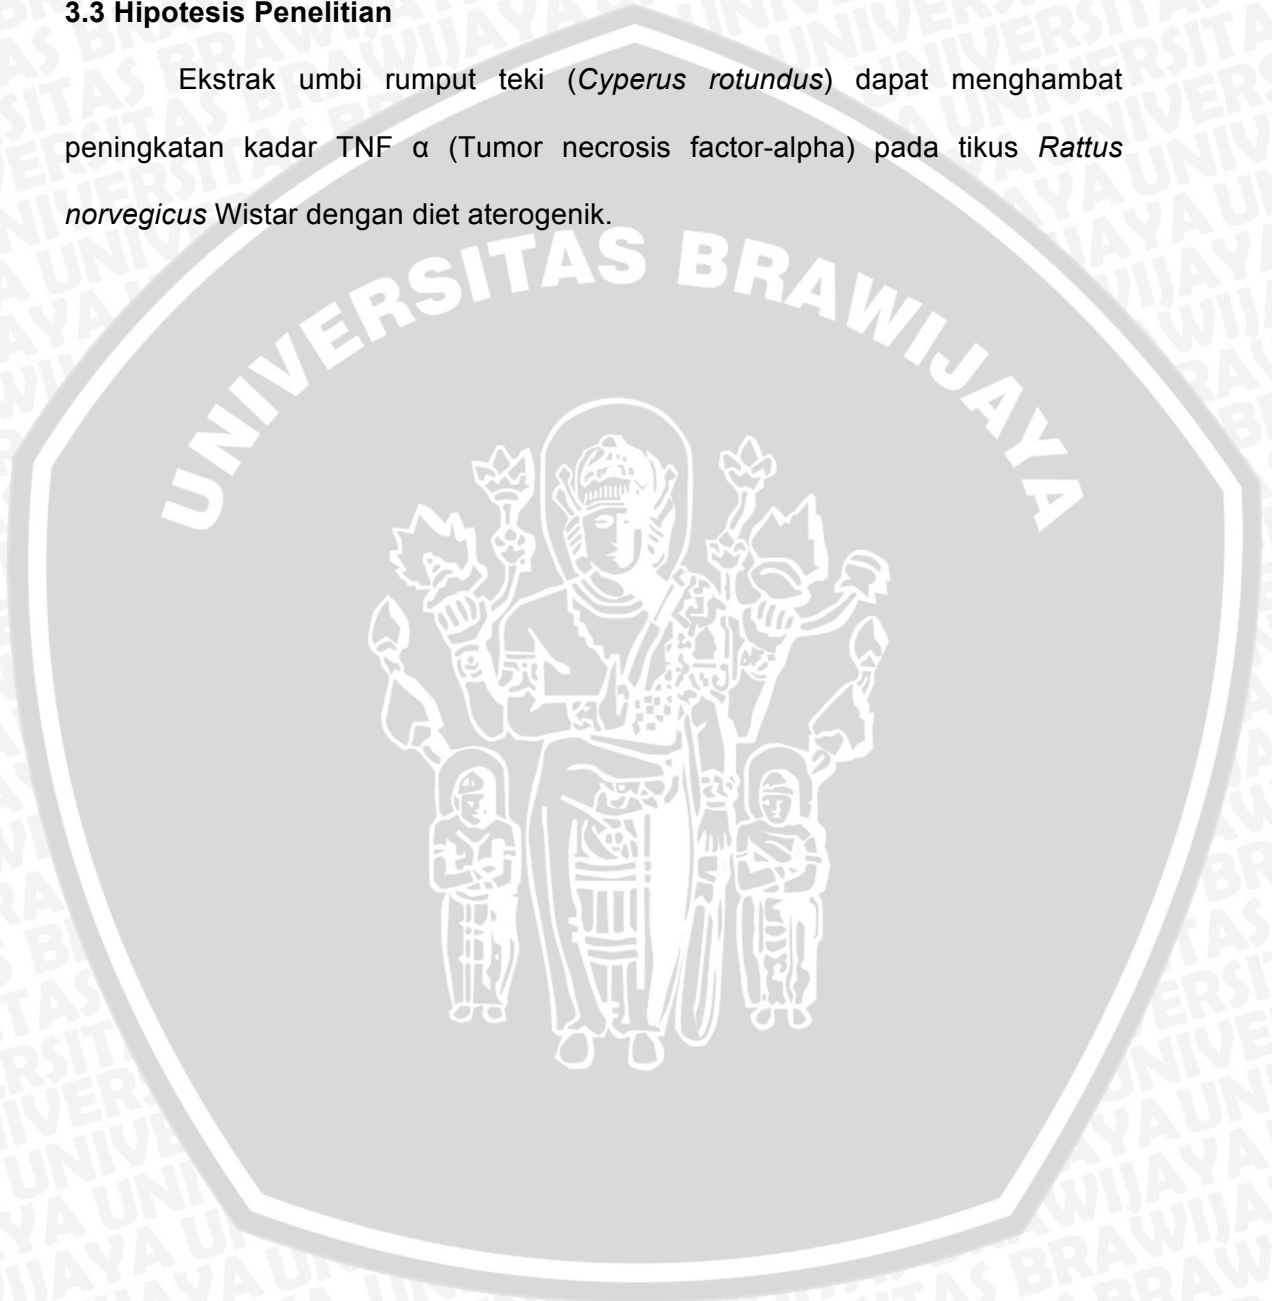 3.3 Hipotesis Penelitian
Ekstrak umbi rumput teki (Cyperus rotundus) dapat menghambat
peningkatan kadar TNF α (Tumor necrosis factor-alpha) pada tikus Rattus
norvegicus Wistar dengan diet aterogenik.
UNIVERSITAS BRAWIJAYA